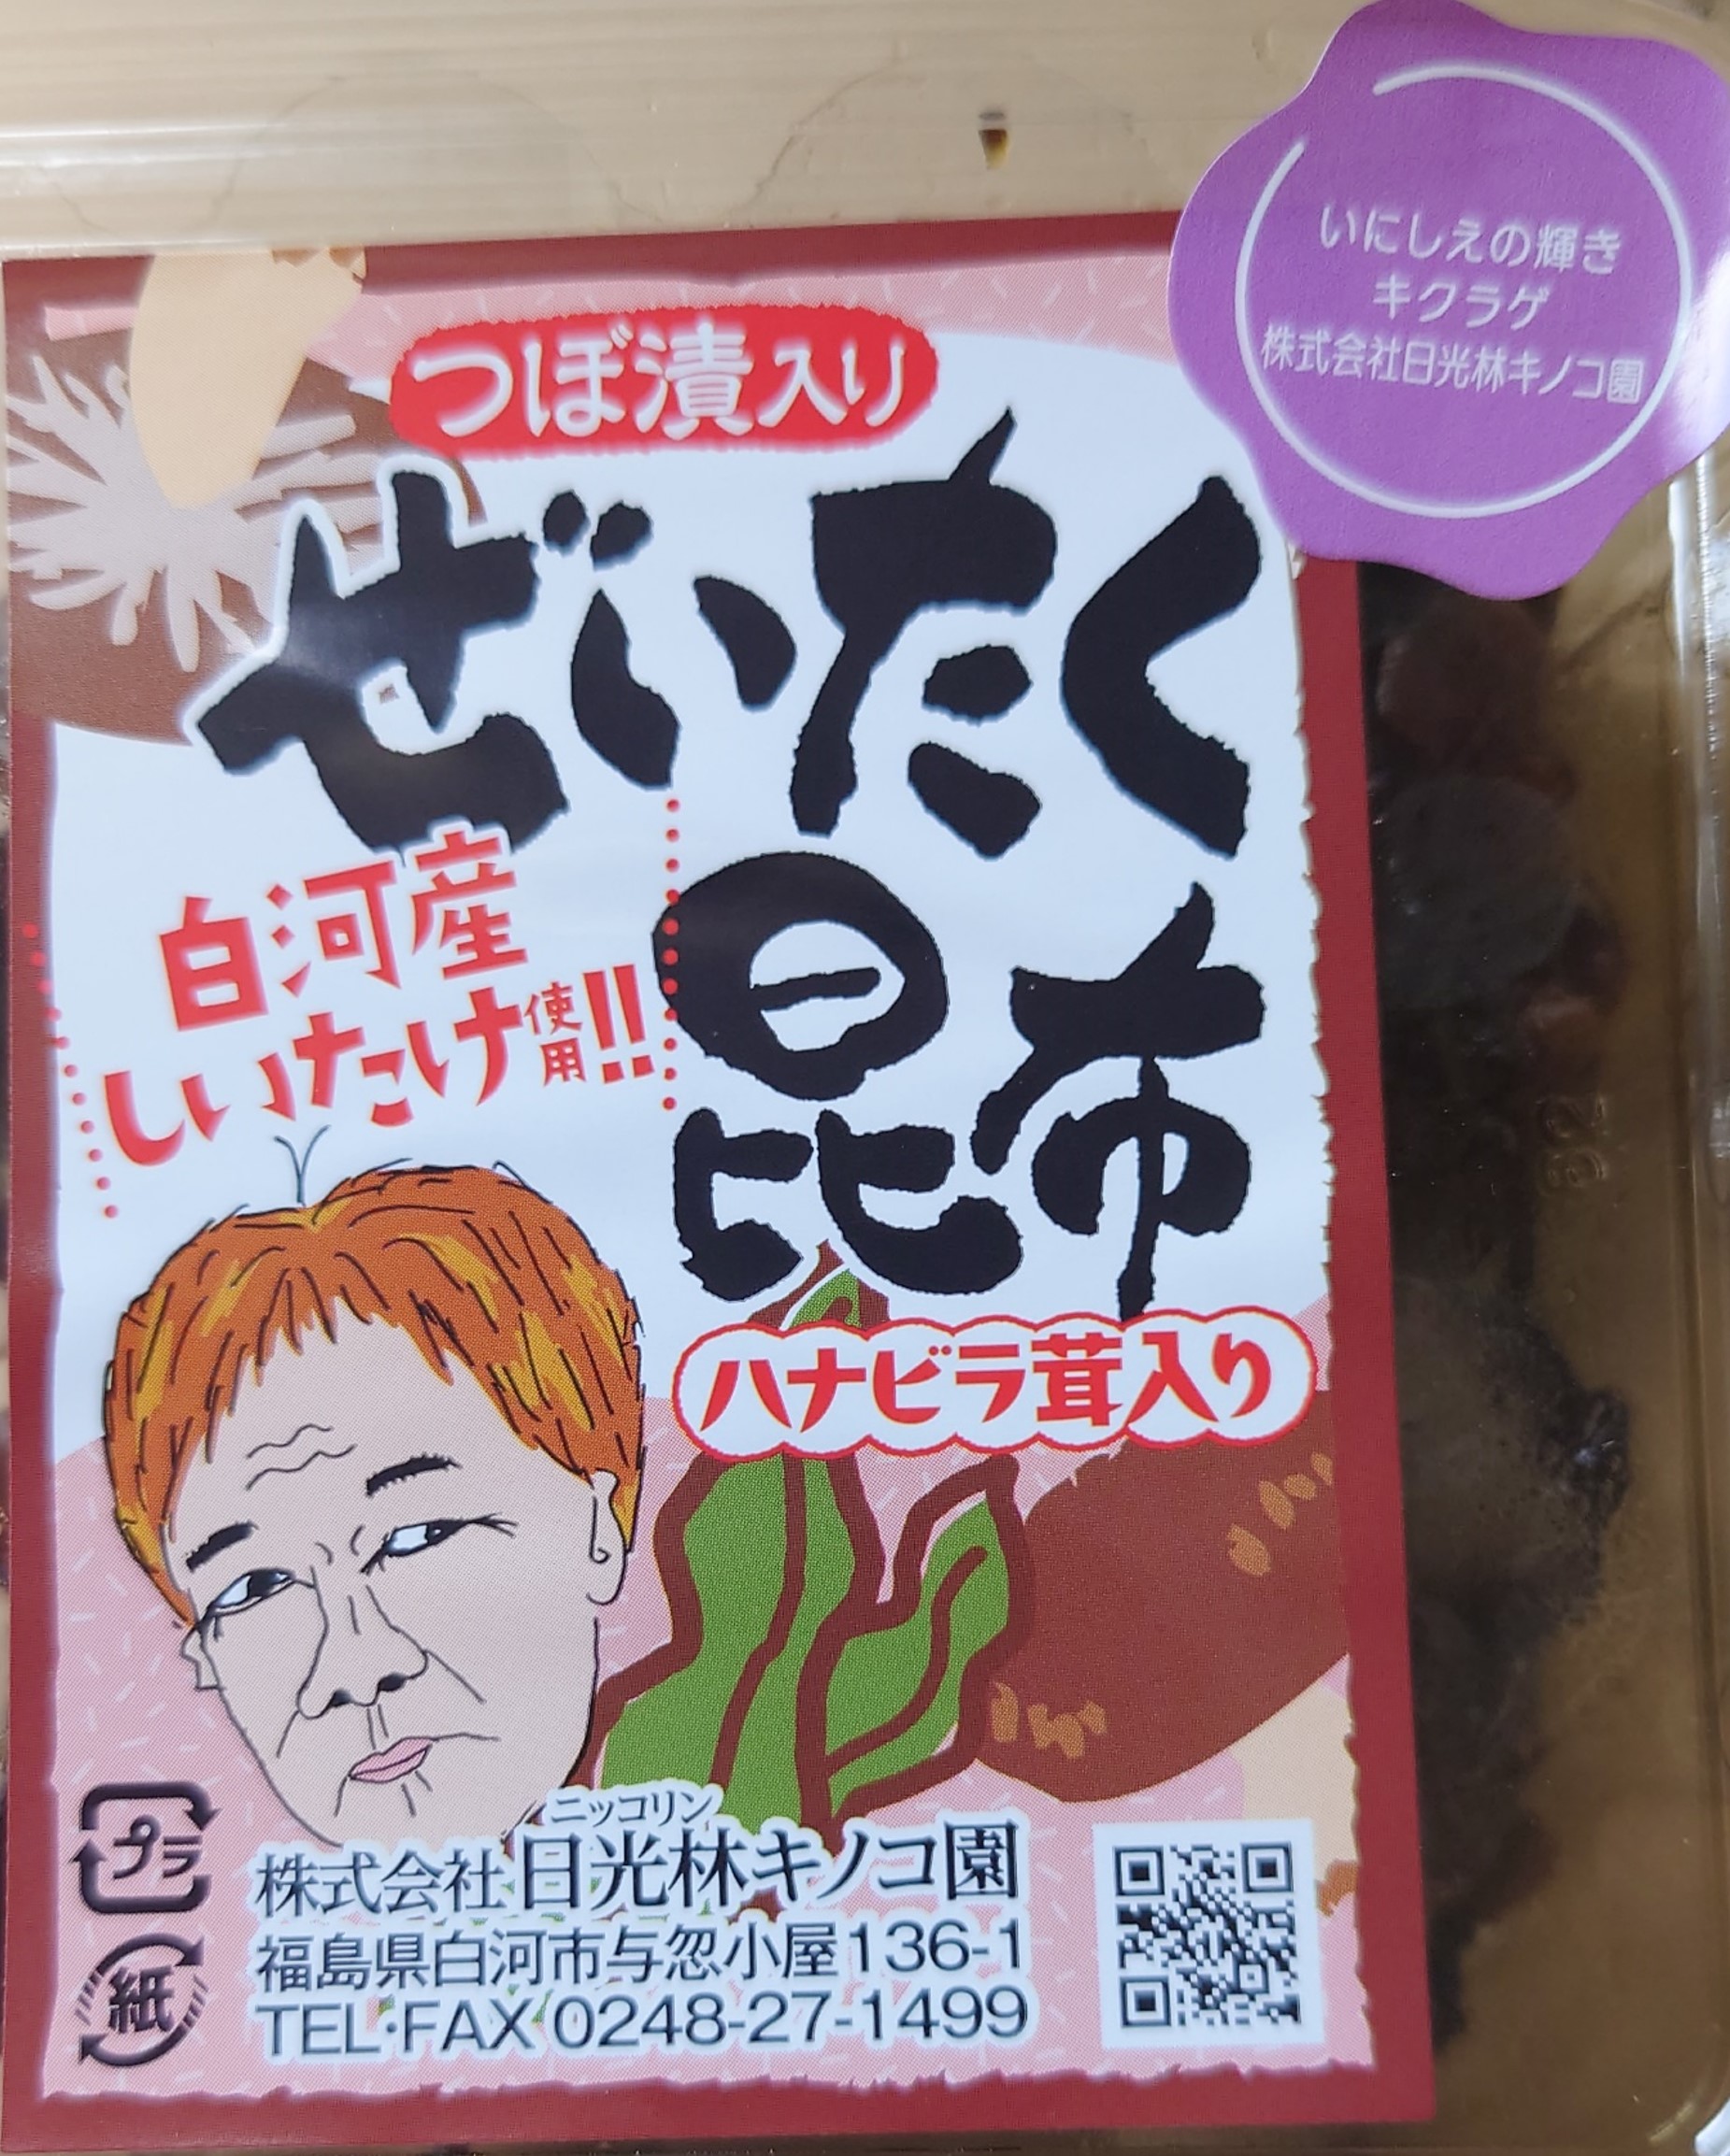 いにしえの輝き
キクラゲ
株式会社日光林キノコ園
つぼ漬入り
ぜいたく
昆布
白河産
しいたけ使用!!
ハナビラ茸入り
プラ
紙
ニッコリン
株式会社日光林キノコ園
福島県白河市与惣小屋136-1
TEL･FAX 0248-27-1499